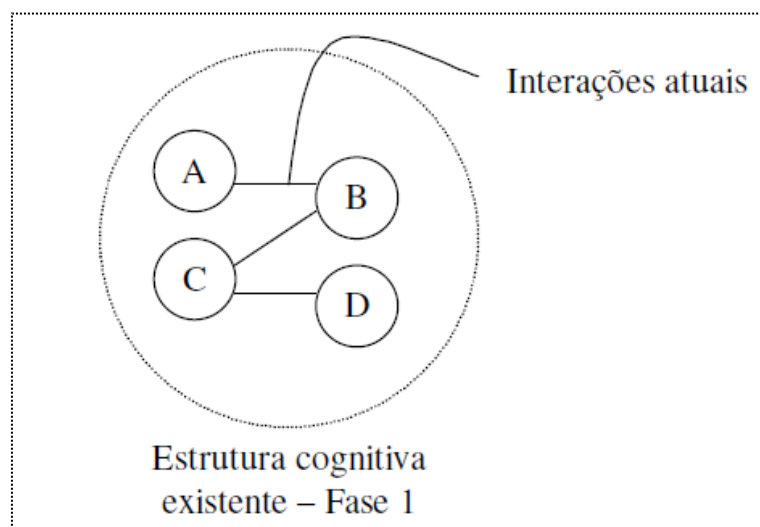 Interações atuais
A
B
C
D
Estrutura cognitiva
existente – Fase 1